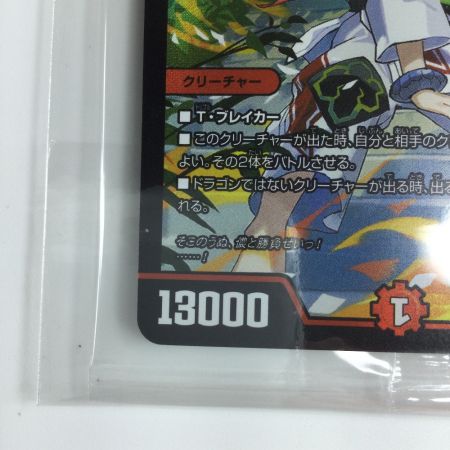 クリーチャー
■T・ブレイカー
■このクリーチャーが出た時、自分と相手のク
よい。その2体をバトルさせる。
■ドラゴンではないクリーチャーが出る時、出る
れる。
そこのうぬ、儂と勝負せいっ!
……!
13000
1